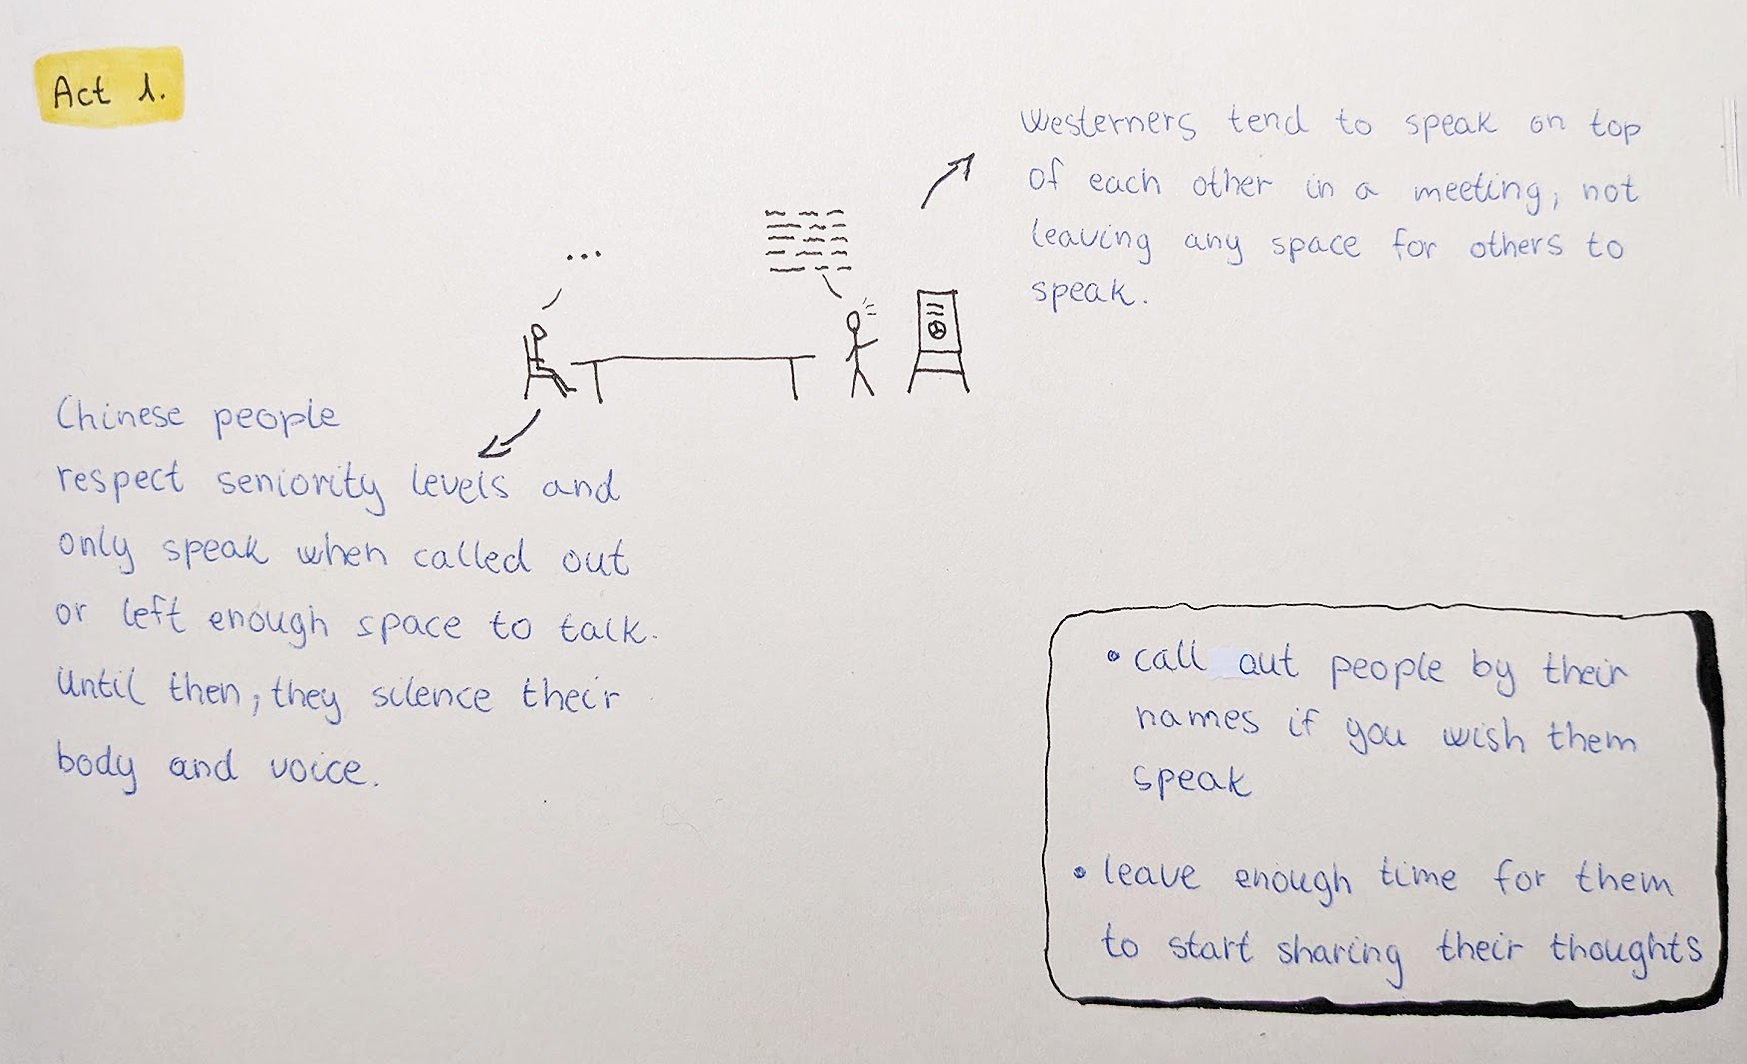 Act 1.
Westerners tend to speak on top
of each other in a meeting, not
leaving any space for others to
speak.
...
Chinese people
respect seniority levels and
only speak when called out
or left enough space to talk.
Until then, they silence their
body and voice.
• call out people by their
names if you wish them
speak
• leave enough time for them
to start sharing their thoughts